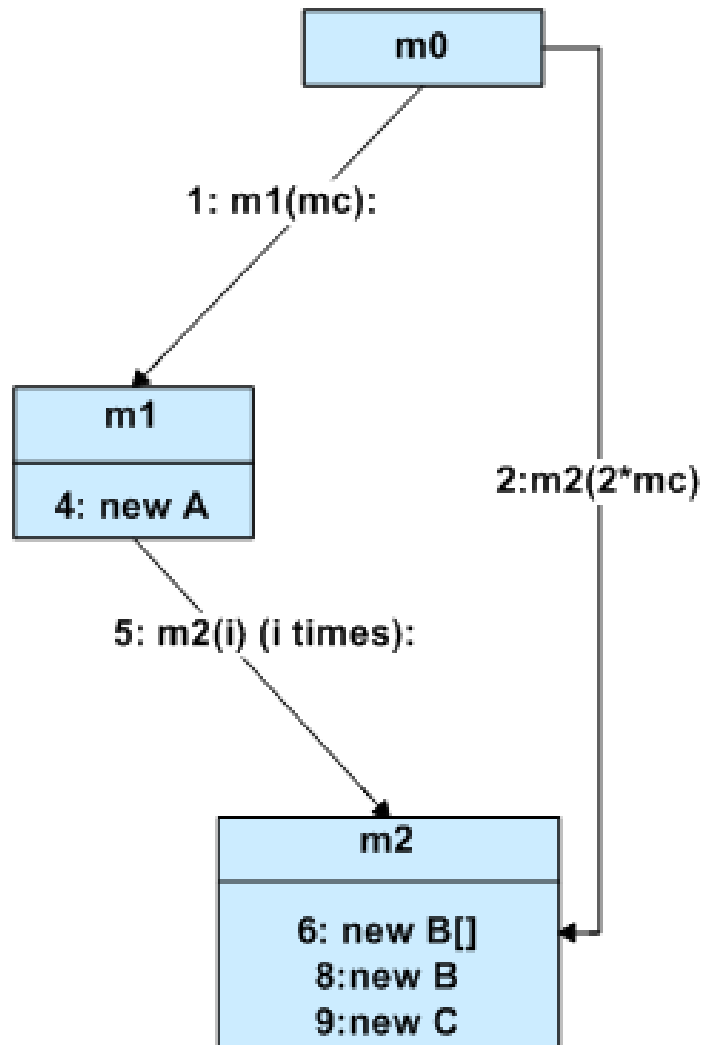 m0
1: m1(mc):
m1
4: new A
2:m2(2*mc)
5: m2(i) (i times):
m2
6: new B[]
8:new B
9:new C